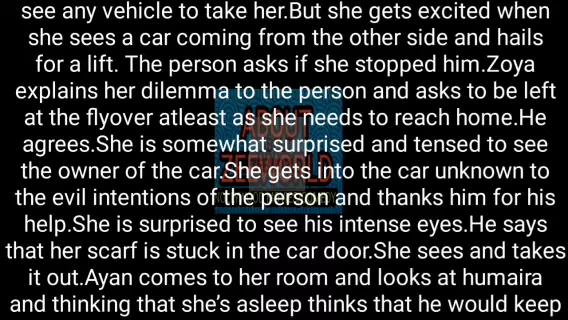 see any vehicle to take her.But she gets excited when
she sees a car coming from the other side and hails
for a lift. The person asks if she stopped him.Zoya
explains her dilemma to the person and asks to be left
at the flyover atleast as she needs to reach home.He
agrees.She is somewhat surprised and tensed to see
the owner of the car.She gets into the car unknown to
the evil intentions of the person and thanks him for his
help.She is surprised to see his intense eyes.He says
that her scarf is stuck in the car door.She sees and takes
it out.Ayan comes to her room and looks at humaira
and thinking that she’s asleep thinks that he would keep
ABOUT
ZEEWORLD